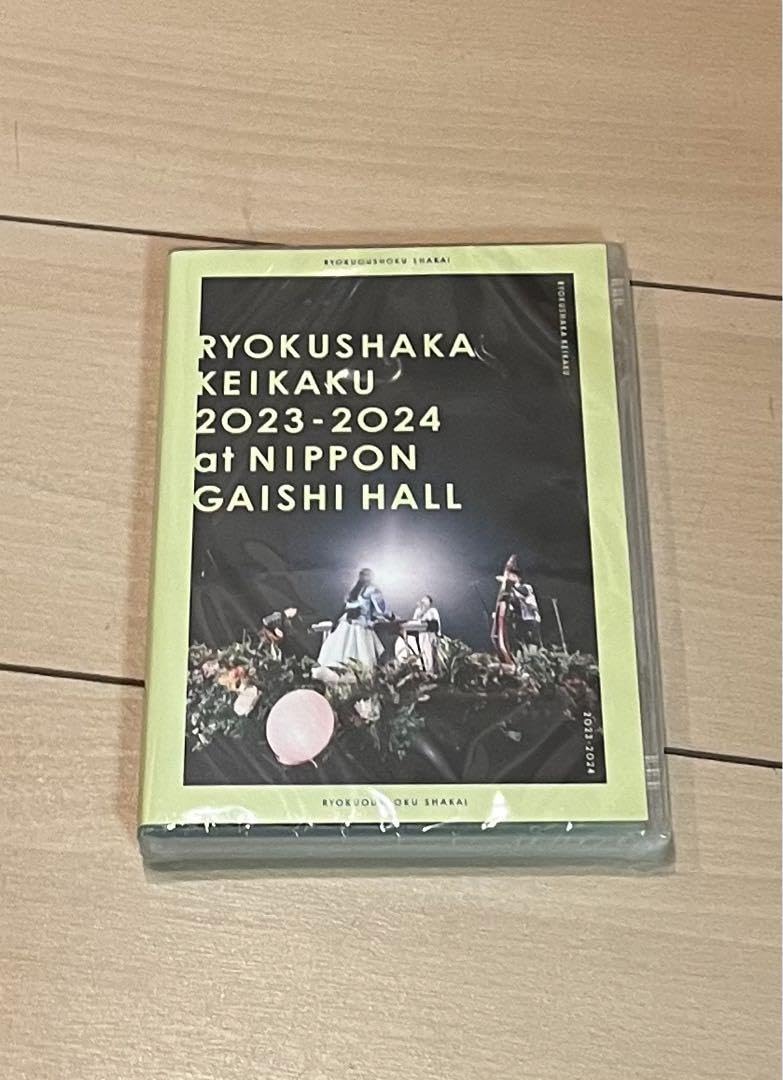 RYOKUOUSHOKU SHAKAI
RYOKUSHAKA KEIKAKU
RYOKUSHAKA
KEIKAKU
2023-2024
at NIPPON
GAISHI HALL
2023-2024
RYOKUOUSHOKU SHAKAI